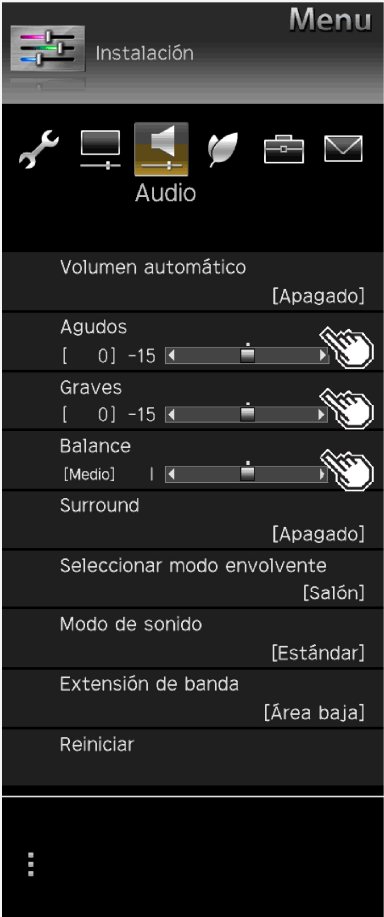 Menu
Instalación
Audio
Volumen automático
[Apagado]
Agudos
[ 0] -15
Graves
[ 0] -15
Balance
[Medio] I
Surround
[Apagado]
Seleccionar modo envolvente
[Salón]
Modo de sonido
[Estándar]
Extensión de banda
[Área baja]
Reiniciar